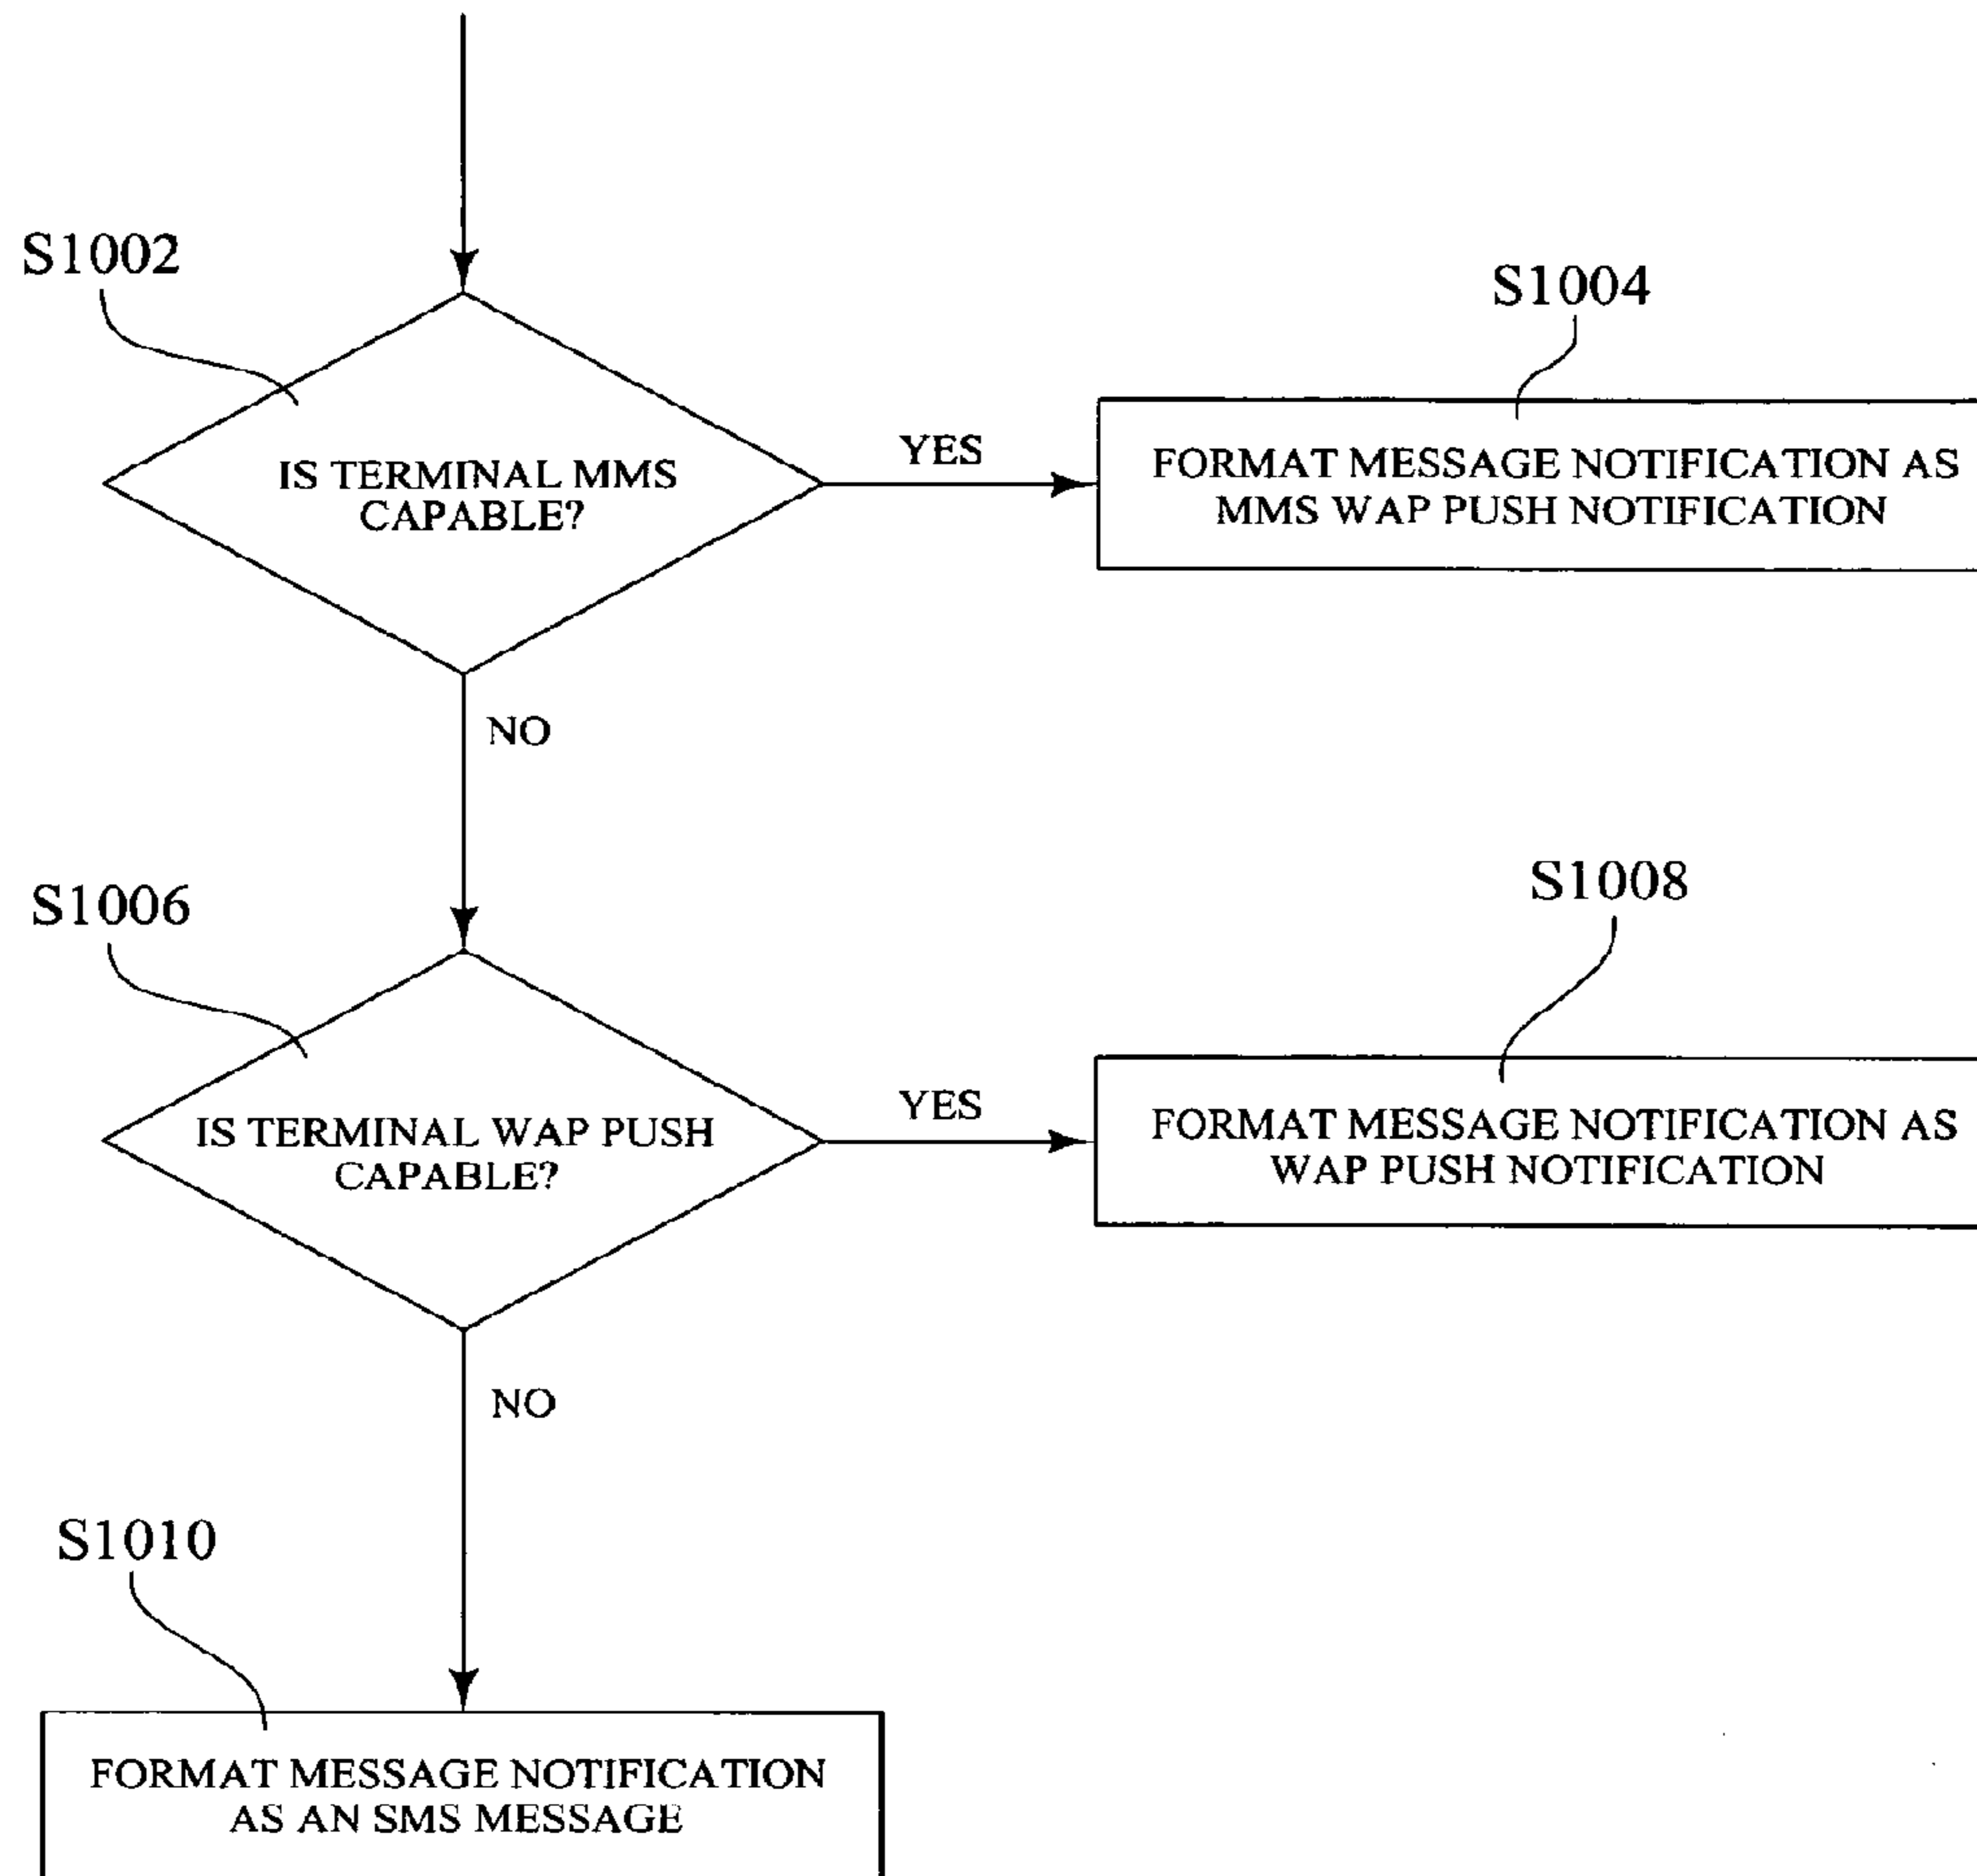 S1002
IS TERMINAL MMS
CAPABLE?
YES
S1004
FORMAT MESSAGE NOTIFICATION AS
MMS WAP PUSH NOTIFICATION
NO
S1006
IS TERMINAL WAP PUSH
CAPABLE?
YES
S1008
FORMAT MESSAGE NOTIFICATION AS
WAP PUSH NOTIFICATION
NO
S1010
FORMAT MESSAGE NOTIFICATION
AS AN SMS MESSAGE